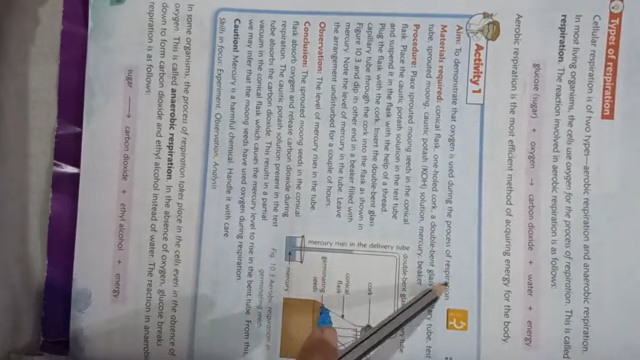 Types of respiration
Cellular respiration is of two types—aerobic respiration and anaerobic respiration.
In most living organisms, the cells use oxygen for the process of respiration. This is called
respiration. The reaction involved in aerobic respiration is as follows:
glucose (sugar) + oxygen → carbon dioxide + water + energy
Aerobic respiration is the most efficient method of acquiring energy for the body.
Activity 1
Aim: To demonstrate that oxygen is used during the process of respiration
Materials required: conical flask, one-holed cork, a double-bent glass tube, test
tube, sprouted moong, caustic potash (KOH) solution, mercury, beaker
Procedure: Place sprouted moong seeds in the conical
flask. Place the caustic potash solution in the test tube
and suspend it in the flask with the help of a thread.
Plug the flask with the cork. Insert the double-bent glass
capillary tube through the cork into the flask as shown in
Figure 10.3 and dip its other end in a beaker filled with
mercury. Note the level of mercury in the tube. Leave
the arrangement undisturbed for a couple of hours.
Observation: The level of mercury rises in the tube.
Conclusion: The sprouted moong seeds in the conical
flask absorb oxygen and release carbon dioxide during
respiration. The caustic potash solution present in the test
tube absorbs the carbon dioxide. This results in a partial
vacuum in the conical flask which causes the mercury level to rise in the bent tube. From this,
we may infer that the moong seeds have used oxygen during respiration.
Caution! Mercury is a harmful chemical. Handle it with care.
Skills in focus: Experiment, Observation, Analysis
mercury rises in the delivery tube
double-bent
tube
cork
conical
flask
germinating
seeds
mercury
Fig. 10.3 Aerobic respiration in
germinating seeds
In some organisms, the process of respiration takes place in the cells even in the absence of
oxygen. This is called anaerobic respiration. In the absence of oxygen, glucose breaks
down to form carbon dioxide and ethyl alcohol instead of water. The reaction in anaerobic
respiration is as follows:
sugar → carbon dioxide + ethyl alcohol + energy